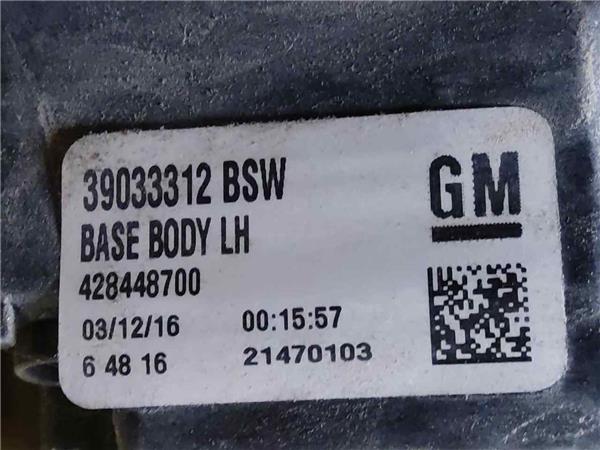 39033312 BSW
GM
BASE BODY LH
428448700
03/12/16 00:15:57
6 48 16 21470103